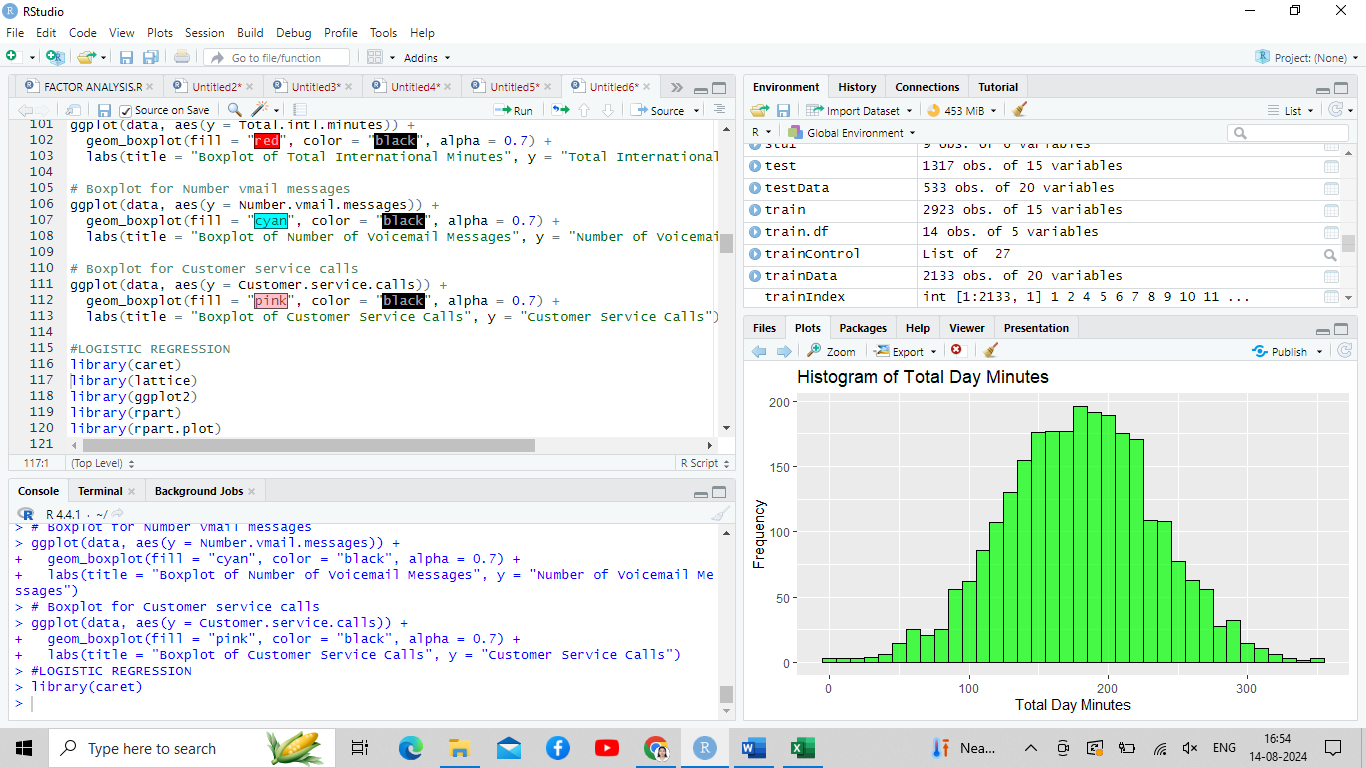 RStudio
File Edit Code View Plots Session Build Debug Profile Tools Help
Go to file/function Addins Project: (None)
FACTOR ANALYSIS.R Untitled2* Untitled3* Untitled4* Untitled5* Untitled6*
Source on Save Run Source
101 ggplot(data, aes(y = Total.intl.minutes)) +
102 geom_boxplot(fill = "red", color = "black", alpha = 0.7) +
103 labs(title = "Boxplot of Total International Minutes", y = "Total International
104
105 # Boxplot for Number vmail messages
106 ggplot(data, aes(y = Number.vmail.messages)) +
107 geom_boxplot(fill = "cyan", color = "black", alpha = 0.7) +
108 labs(title = "Boxplot of Number of Voicemail Messages", y = "Number of Voicemai
109
110 # Boxplot for Customer service calls
111 ggplot(data, aes(y = Customer.service.calls)) +
112 geom_boxplot(fill = "pink", color = "black", alpha = 0.7) +
113 labs(title = "Boxplot of Customer Service Calls", y = "Customer Service Calls")
114
115 #LOGISTIC REGRESSION
116 library(caret)
117 library(lattice)
118 library(ggplot2)
119 library(rpart)
120 library(rpart.plot)
121
117:1 (Top Level) R Script
Console Terminal Background Jobs
R 4.4.1 · ~/
> # Boxplot for Number vmail messages
> ggplot(data, aes(y = Number.vmail.messages)) +
+ geom_boxplot(fill = "cyan", color = "black", alpha = 0.7) +
+ labs(title = "Boxplot of Number of Voicemail Messages", y = "Number of Voicemail Me
ssages")
> # Boxplot for Customer service calls
> ggplot(data, aes(y = Customer.service.calls)) +
+ geom_boxplot(fill = "pink", color = "black", alpha = 0.7) +
+ labs(title = "Boxplot of Customer Service Calls", y = "Customer Service Calls")
> #LOGISTIC REGRESSION
> library(caret)
>
Environment History Connections Tutorial
Import Dataset 453 MiB List
R Global Environment
9 obs. of 6 variables
test 1317 obs. of 15 variables
testData 533 obs. of 20 variables
train 2923 obs. of 15 variables
train.df 14 obs. of 5 variables
trainControl List of 27
trainData 2133 obs. of 20 variables
trainIndex int [1:2133, 1] 1 2 4 5 6 7 8 9 10 11 ...
Files Plots Packages Help Viewer Presentation
Zoom Export Publish
Histogram of Total Day Minutes
Frequency
200
150
100
50
0
0 100 200 300
Total Day Minutes
Type here to search
Nea... ENG 16:54
14-08-2024